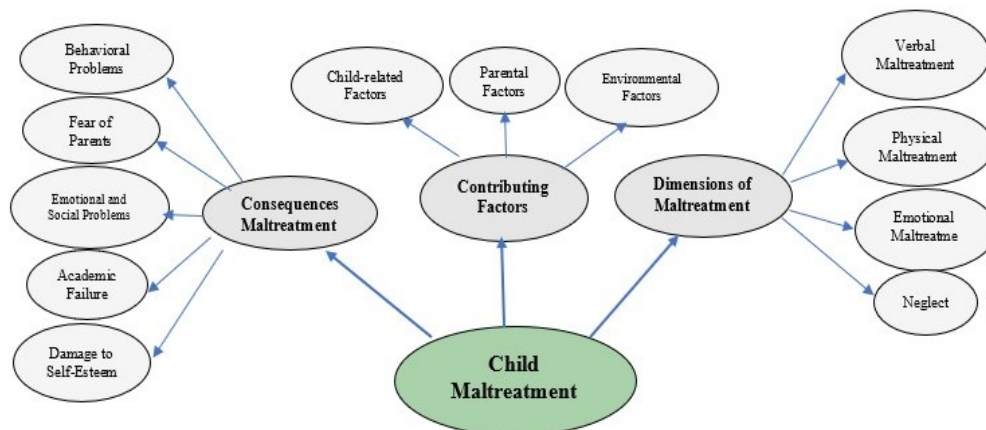 Behavioral
Problems
Fear of
Parents
Emotional and
Social Problems
Academic
Failure
Damage to
Self-Esteem
Consequences
Maltreatment
Child-related
Factors
Parental
Factors
Environmental
Factors
Contributing
Factors
Dimensions of
Maltreatment
Verbal
Maltreatment
Physical
Maltreatment
Emotional
Maltreatme
Neglect
Child
Maltreatment